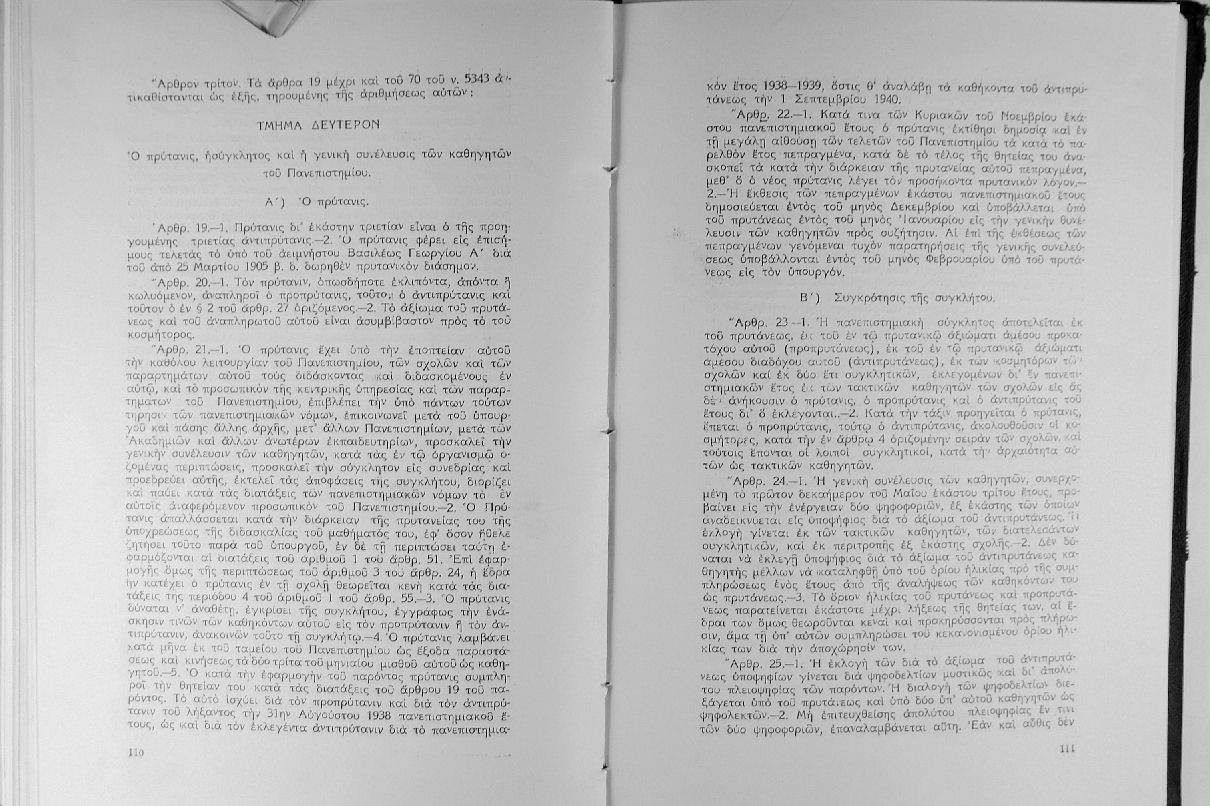 "Αρθρον τρίτον. Τὰ ἄρθρα 19 μέχρι καὶ τοῦ 70 τοῦ ν. 5343 ἀν-
τικαθίστανται ὡς ἑξῆς, τηρουμένης τῆς ἀριθμήσεως αὐτῶν:
ΤΜΗΜΑ ΔΕΥΤΕΡΟΝ
Ὁ πρύτανις, ἡσύγκλητος καὶ ἡ γενικὴ συνέλευσις τῶν καθηγητῶν
τοῦ Πανεπιστημίου.
Α') Ὁ πρύτανις.
Ἄρθρ. 19.—1. Πρύτανις δι' ἑκάστην τριετίαν εἶναι ὁ τῆς προη-
γουμένης τριετίας ἀντιπρύτανις.—2. Ὁ πρύτανις φέρει εἰς ἐπισή-
μους τελετὰς τὸ ὑπὸ τοῦ ἀειμνήστου Βασιλέως Γεωργίου Α' διὰ
τοῦ ἀπὸ 25 Μαρτίου 1905 β. δ. δωρηθὲν πρυτανικὸν διάσημον.
"Αρθρ. 20.—1. Τὸν πρύτανιν, ὁπωσδήποτε ἐκλιπόντα, ἀπόντα ἢ
κωλυόμενον, ἀναπληροῖ ὁ προπρύτανις, τοῦτον ὁ ἀντιπρύτανις καὶ
τοῦτον ὁ ἐν § 2 τοῦ ἄρθρ. 27 ὁριζόμενος.—2. Τὸ ἀξίωμα τοῦ πρυτά-
νεως καὶ τοῦ ἀναπληρωτοῦ αὐτοῦ εἶναι ἀσυμβίβαστον πρὸς τὸ τοῦ
κοσμήτορος.
"Αρθρ. 21.—1. Ὁ πρύτανις ἔχει ὑπὸ τὴν ἐποπτείαν αὐτοῦ
τὴν καθόλου λειτουργίαν τοῦ Πανεπιστημίου, τῶν σχολῶν καὶ τῶν
παραρτημάτων αὐτοῦ τοὺς διδάσκοντας καὶ διδασκομένους ἐν
αὐτῷ, καὶ τὸ προσωπικὸν τῆς κεντρικῆς ὑπηρεσίας καὶ τῶν παραρ-
τημάτων τοῦ Πανεπιστημίου, ἐπιβλέπει τὴν ὑπὸ πάντων τούτων
τήρησιν τῶν πανεπιστημιακῶν νόμων, ἐπικοινωνεῖ μετὰ τοῦ ὑπουρ-
γοῦ καὶ πάσης ἄλλης ἀρχῆς, μετ' ἄλλων Πανεπιστημίων, μετὰ τῶν
Ἀκαδημιῶν καὶ ἄλλων ἀνωτέρων ἐκπαιδευτηρίων, προσκαλεῖ τὴν
γενικὴν συνέλευσιν τῶν καθηγητῶν, κατὰ τὰς ἐν τῷ ὀργανισμῷ ὁ-
ζομένας περιπτώσεις, προσκαλεῖ τὴν σύγκλητον εἰς συνεδρίας καὶ
προεδρεύει αὐτῆς, ἐκτελεῖ τὰς ἀποφάσεις τῆς συγκλήτου, διορίζει
καὶ παύει κατὰ τὰς διατάξεις τῶν πανεπιστημιακῶν νόμων τὸ ἐν
αὐτοῖς ἀναφερόμενον προσωπικὸν τοῦ Πανεπιστημίου.—2. Ὁ Πρύ-
τανις ἀπαλλάσσεται κατὰ τὴν διάρκειαν τῆς πρυτανείας του τῆς
ὑποχρεώσεως τῆς διδασκαλίας τοῦ μαθήματός του, ἐφ' ὅσον ἤθελε
ζητήσει τοῦτο παρὰ τοῦ ὑπουργοῦ, ἐν δὲ τῇ περιπτώσει ταύτῃ ἐ-
φαρμόζονται αἱ διατάξεις τοῦ ἀριθμοῦ 1 τοῦ ἄρθρ. 51. Ἐπὶ ἐφαρ-
μογῆς ὅμως τῆς περιπτώσεως τοῦ ἀριθμοῦ 3 του ἄρθρ. 24, ἡ ἕδρα
ἣν κατέχει ὁ πρύτανις ἐν τῇ σχολῇ θεωρεῖται κενὴ κατὰ τὰς δια-
τάξεις τῆς περιόδου 4 τοῦ ἀριθμοῦ 1 τοῦ ἄρθρ. 55.—3. Ὁ πρύτανις
δύναται ν' ἀναθέτῃ, ἐγκρίσει τῆς συγκλήτου, ἐγγράφως τὴν ἐνά-
σκησιν τινῶν τῶν καθηκόντων αὐτοῦ εἰς τὸν προπρύτανιν ἢ τὸν ἀν-
τιπρύτανιν, ἀνακοινῶν τοῦτο τῇ συγκλήτῳ.—4. Ὁ πρύτανις λαμβάνει
κατὰ μῆνα ἐκ τοῦ ταμείου τοῦ Πανεπιστημίου ὡς ἔξοδα παραστά-
σεως καὶ κινήσεως τὰ δύο τρίτα τοῦ μηνιαίου μισθοῦ αὐτοῦ ὡς καθη-
γητοῦ.—5. Ὁ κατὰ τὴν ἐφαρμογὴν τοῦ παρόντος πρύτανις συμπλη-
ροῖ τὴν θητείαν του κατὰ τὰς διατάξεις τοῦ ἄρθρου 19 τοῦ πα-
ρόντος. Τὸ αὐτὸ ἰσχύει διὰ τὸν προπρύτανιν καὶ διὰ τὸν ἀντιπρύ-
τανιν τοῦ λήξαντος τὴν 31ην Αὐγούστου 1938 πανεπιστημιακοῦ ἔ-
τους, ὡς καὶ διὰ τὸν ἐκλεγέντα ἀντιπρύτανιν διὰ τὸ πανεπιστημια-
110
κὸν ἔτος 1938—1939, ὅστις θ' ἀναλάβῃ τὰ καθήκοντα τοῦ ἀντιπρυ-
τάνεως τὴν 1 Σεπτεμβρίου 1940.
"Αρθρ. 22.—1. Κατά τινα τῶν Κυριακῶν τοῦ Νοεμβρίου ἑκά-
στου πανεπιστημιακοῦ ἔτους ὁ πρύτανις ἐκτίθησι δημοσίᾳ καὶ ἐν
τῇ μεγάλῃ αἰθούσῃ τῶν τελετῶν τοῦ Πανεπιστημίου τὰ κατὰ τὸ πα-
ρελθὸν ἔτος πεπραγμένα, κατὰ δὲ τὸ τέλος τῆς θητείας του ἀνα-
σκοπεῖ τὰ κατὰ τὴν διάρκειαν τῆς πρυτανείας αὐτοῦ πεπραγμένα,
μεθ' ὃ ὁ νέος πρύτανις λέγει τὸν προσήκοντα πρυτανικὸν λόγον.—
2.—Ἡ ἔκθεσις τῶν πεπραγμένων ἑκάστου πανεπιστημιακοῦ ἔτους
δημοσιεύεται ἐντὸς τοῦ μηνὸς Δεκεμβρίου καὶ ὑποβάλλεται ὑπὸ
τοῦ πρυτάνεως ἐντὸς τοῦ μηνὸς Ἰανουαρίου εἰς τὴν γενικὴν συνέ-
λευσιν τῶν καθηγητῶν πρὸς συζήτησιν. Αἱ ἐπὶ τῆς ἐκθέσεως τῶν
πεπραγμένων γενόμεναι τυχὸν παρατηρήσεις τῆς γενικῆς συνελεύ-
σεως ὑποβάλλονται ἐντὸς τοῦ μηνὸς Φεβρουαρίου ὑπὸ τοῦ πρυτά-
νεως εἰς τὸν ὑπουργόν.
Β') Συγκρότησις τῆς συγκλήτου.
"Αρθρ. 23—1. Ἡ πανεπιστημιακὴ σύγκλητος ἀποτελεῖται ἐκ
τοῦ πρυτάνεως, ἐκ τοῦ ἐν τῷ πρυτανικῷ ἀξιώματι ἀμέσου προκα-
τόχου αὐτοῦ (προπρυτάνεως), ἐκ τοῦ ἐν τῷ πρυτανικῷ ἀξιώματι
ἀμέσου διαδόχου αὐτοῦ (ἀντιπρυτάνεως), ἐκ τῶν κοσμητόρων τῶν
σχολῶν καὶ ἐκ δύο ἔτι συγκλητικῶν, ἐκλεγομένων δι' ἓν πανεπι-
στημιακὸν ἔτος ἐκ τῶν τακτικῶν καθηγητῶν τῶν σχολῶν εἰς ἃς
δὲν ἀνήκουσιν ὁ πρύτανις, ὁ προπρύτανις καὶ ὁ ἀντιπρύτανις τοῦ
ἔτους δι' ὃ ἐκλέγονται.—2. Κατὰ τὴν τάξιν προηγεῖται ὁ πρύτανις,
ἕπεται ὁ προπρύτανις, τούτῳ ὁ ἀντιπρύτανις, ἀκολουθοῦσιν οἱ κο-
σμήτορες, κατὰ τὴν ἐν ἄρθρῳ 4 ὁριζομένην σειρὰν τῶν σχολῶν, καὶ
τούτοις ἕπονται οἱ λοιποὶ συγκλητικοί, κατὰ τὴν ἀρχαιότητα αὐ-
τῶν ὡς τακτικῶν καθηγητῶν.
"Αρθρ. 24.—1. Ἡ γενικὴ συνέλευσις τῶν καθηγητῶν, συνερχο-
μένη τὸ πρῶτον δεκαήμερον τοῦ Μαΐου ἑκάστου τρίτου ἔτους, προ-
βαίνει εἰς τὴν ἐνέργειαν δύο ψηφοφοριῶν, ἐξ ἑκάστης τῶν ὁποίων
ἀναδεικνύεται εἷς ὑποψήφιος διὰ τὸ ἀξίωμα τοῦ ἀντιπρυτάνεως. Ἡ
ἐκλογὴ γίνεται ἐκ τῶν τακτικῶν καθηγητῶν, τῶν διατελεσάντων
συγκλητικῶν, καὶ ἐκ περιτροπῆς ἐξ ἑκάστης σχολῆς.—2. Δὲν δύ-
ναται νὰ ἐκλεγῇ ὑποψήφιος διὰ τὸ ἀξίωμα τοῦ ἀντιπρυτάνεως κα-
θηγητὴς μέλλων νὰ καταληφθῇ ὑπὸ τοῦ ὁρίου ἡλικίας πρὸ τῆς συμ-
πληρώσεως ἑνὸς ἔτους ἀπὸ τῆς ἀναλήψεως τῶν καθηκόντων του
ὡς πρυτάνεως.—3. Τὸ ὅριον ἡλικίας τοῦ πρυτάνεως καὶ προπρυτά-
νεως παρατείνεται ἑκάστοτε μέχρι λήξεως τῆς θητείας των, αἱ ἕ-
δραι των ὅμως θεωροῦνται κεναὶ καὶ προκηρύσσονται πρὸς πλήρω-
σιν, ἅμα τῇ ὑπ' αὐτῶν συμπληρώσει τοῦ κεκανονισμένου ὁρίου ἡλι-
κίας των διὰ τὴν ἀποχώρησίν των.
"Αρθρ. 25.—1. Ἡ ἐκλογὴ τῶν διὰ τὸ ἀξίωμα τοῦ ἀντιπρυτά-
νεως ὑποψηφίων γίνεται διὰ ψηφοδελτίων μυστικῶς καὶ δι' ἀπολύ-
του πλειοψηφίας τῶν παρόντων. Ἡ διαλογὴ τῶν ψηφοδελτίων διε-
ξάγεται ὑπὸ τοῦ πρυτάνεως καὶ ὑπὸ δύο ὑπ' αὐτοῦ καθηγητῶν ὡς
ψηφολεκτῶν.—2. Μὴ ἐπιτευχθείσης ἀπολύτου πλειοψηφίας ἔν τινι
τῶν δύο ψηφοφοριῶν, ἐπαναλαμβάνεται αὕτη. Ἐὰν καὶ αὖθις δὲν
111